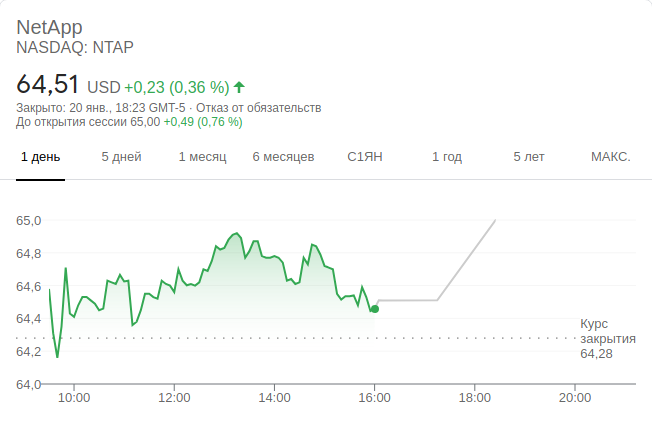 NetApp
NASDAQ: NTAP
64,51 USD +0,23 (0,36 %)
Закрыто: 20 янв., 18:23 GMT-5 · Отказ от обязательств
До открытия сессии 65,00 +0,49 (0,76 %)
1 день 5 дней 1 месяц 6 месяцев С1ЯН 1 год 5 лет МАКС.
65,0
64,8
64,6
64,4
Курс
закрытия
64,28
64,2
64,0
10:00 12:00 14:00 16:00 18:00 20:00